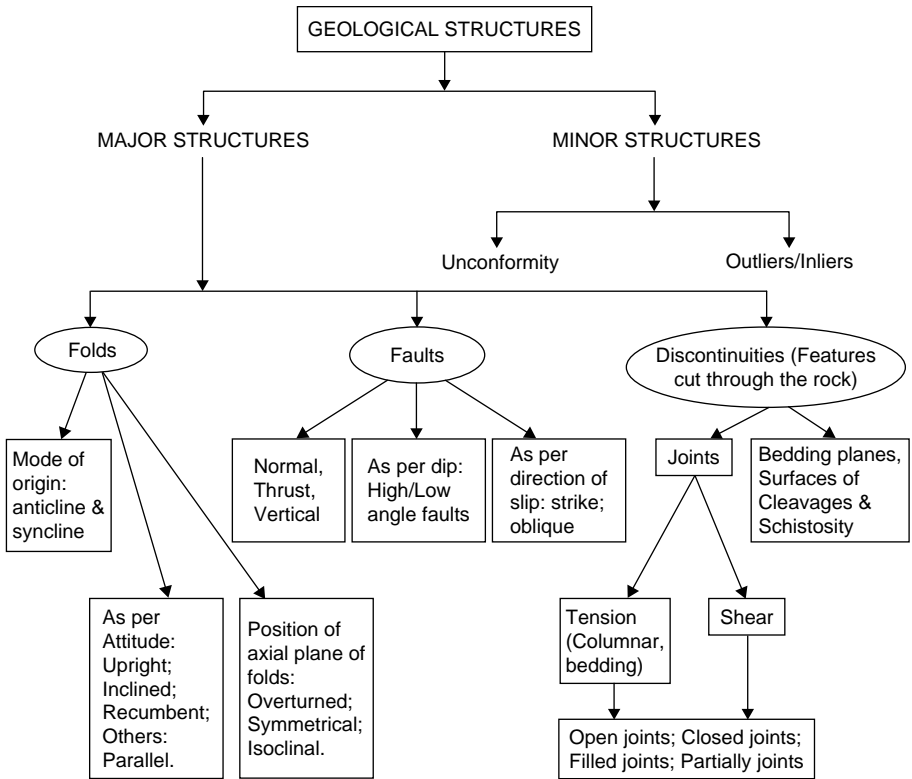 GEOLOGICAL STRUCTURES
MAJOR STRUCTURES
MINOR STRUCTURES
Unconformity
Outliers/Inliers
Folds
Faults
Discontinuities (Features
cut through the rock)
Mode of
origin:
anticline &
syncline
Normal,
Thrust,
Vertical
As per dip:
High/Low
angle faults
As per
direction of
slip: strike;
oblique
Joints
Bedding planes,
Surfaces of
Cleavages &
Schistosity
As per
Attitude:
Upright;
Inclined;
Recumbent;
Others:
Parallel.
Position of
axial plane of
folds:
Overturned;
Symmetrical;
Isoclinal.
Tension
(Columnar,
bedding)
Shear
Open joints; Closed joints;
Filled joints; Partially joints